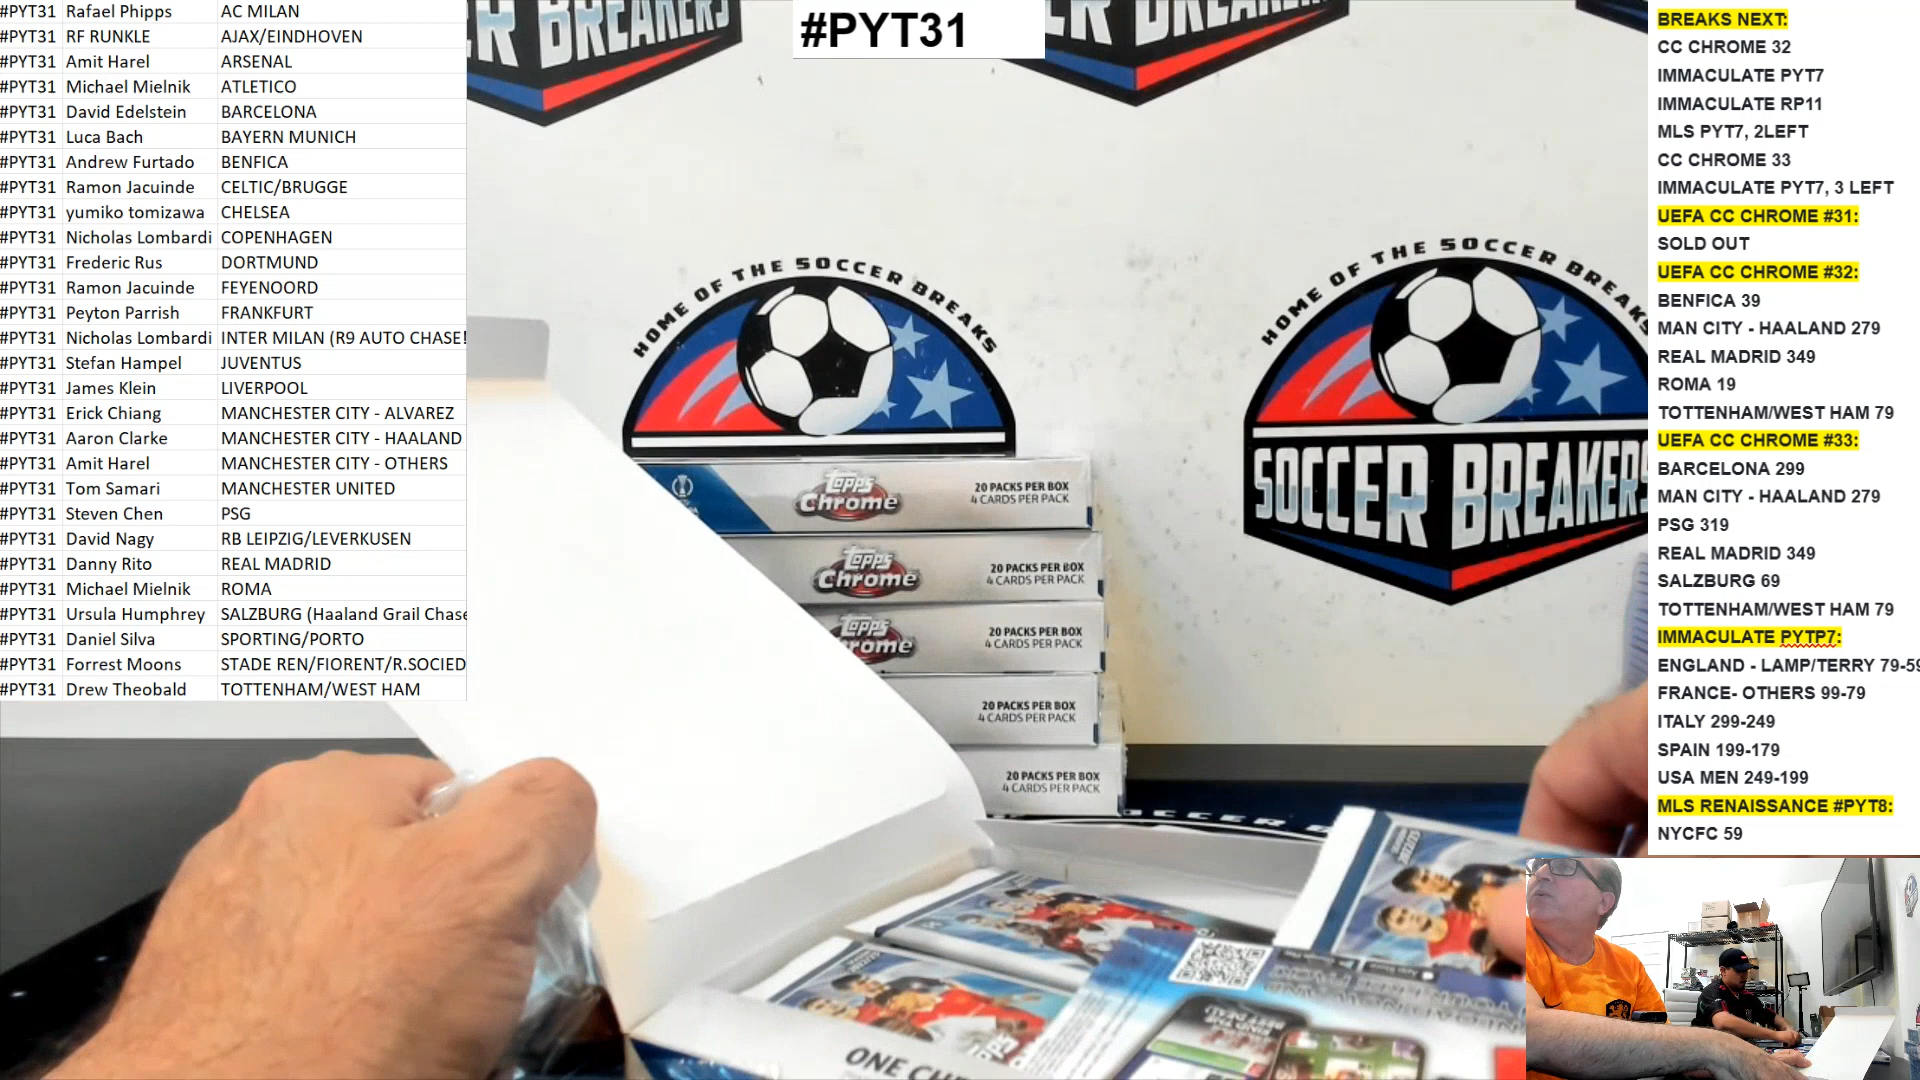 #PYT31 Rafael Phipps AC MILAN
#PYT31 RF RUNKLE AJAX/EINDHOVEN
#PYT31 Amit Harel ARSENAL
#PYT31 Michael Mielnik ATLETICO
#PYT31 David Edelstein BARCELONA
#PYT31 Luca Bach BAYERN MUNICH
#PYT31 Andrew Furtado BENFICA
#PYT31 Ramon Jacuinde CELTIC/BRUGGE
#PYT31 yumiko tomizawa CHELSEA
#PYT31 Nicholas Lombardi COPENHAGEN
#PYT31 Frederic Rus DORTMUND
#PYT31 Ramon Jacuinde FEYENOORD
#PYT31 Peyton Parrish FRANKFURT
#PYT31 Nicholas Lombardi INTER MILAN (R9 AUTO CHASE!
#PYT31 Stefan Hampel JUVENTUS
#PYT31 James Klein LIVERPOOL
#PYT31 Erick Chiang MANCHESTER CITY - ALVAREZ
#PYT31 Aaron Clarke MANCHESTER CITY - HAALAND
#PYT31 Amit Harel MANCHESTER CITY - OTHERS
#PYT31 Tom Samari MANCHESTER UNITED
#PYT31 Steven Chen PSG
#PYT31 David Nagy RB LEIPZIG/LEVERKUSEN
#PYT31 Danny Rito REAL MADRID
#PYT31 Michael Mielnik ROMA
#PYT31 Ursula Humphrey SALZBURG (Haaland Grail Chase
#PYT31 Daniel Silva SPORTING/PORTO
#PYT31 Forrest Moons STADE REN/FIORENT/R.SOCIED
#PYT31 Drew Theobald TOTTENHAM/WEST HAM
#PYT31
ER BREAKERS
ER BREAKERS
HOME OF THE SOCCER BREAKS
HOME OF THE SOCCER BREAKS
SOCCER BREAKERS
Topps Chrome
20 PACKS PER BOX
4 CARDS PER PACK
Topps Chrome
20 PACKS PER BOX
4 CARDS PER PACK
Topps
rome
20 PACKS PER BOX
4 CARDS PER PACK
20 PACKS PER BOX
4 CARDS PER PACK
20 PACKS PER BOX
4 CARDS PER PACK
OCCER B
ONE CH
BREAKS NEXT:
CC CHROME 32
IMMACULATE PYT7
IMMACULATE RP11
MLS PYT7, 2LEFT
CC CHROME 33
IMMACULATE PYT7, 3 LEFT
UEFA CC CHROME #31:
SOLD OUT
UEFA CC CHROME #32:
BENFICA 39
MAN CITY - HAALAND 279
REAL MADRID 349
ROMA 19
TOTTENHAM/WEST HAM 79
UEFA CC CHROME #33:
BARCELONA 299
MAN CITY - HAALAND 279
PSG 319
REAL MADRID 349
SALZBURG 69
TOTTENHAM/WEST HAM 79
IMMACULATE PYTP7:
ENGLAND - LAMP/TERRY 79-59
FRANCE- OTHERS 99-79
ITALY 299-249
SPAIN 199-179
USA MEN 249-199
MLS RENAISSANCE #PYT8:
NYCFC 59